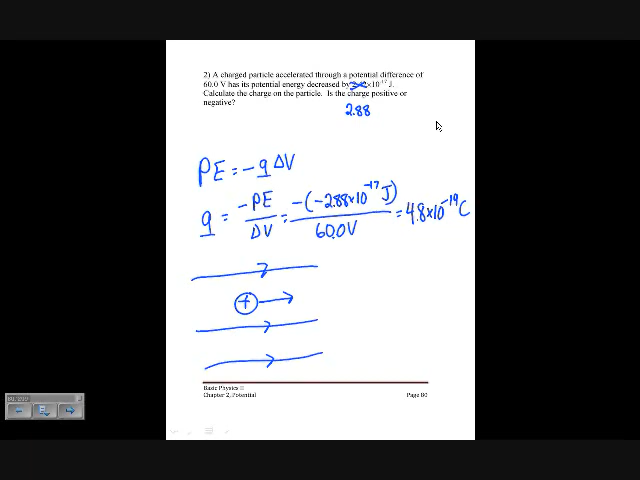 2) A charged particle accelerated through a potential difference of
60.0 V has its potential energy decreased by ×10⁻¹⁷ J.
Calculate the charge on the particle. Is the charge positive or
negative?
2.88
PE = -q ΔV
q = -PE/ΔV = -(-2.88×10⁻¹⁷ J)/60.0V = 4.8×10⁻¹⁹ C
+
Basic Physics II
Chapter 2, Potential Page 80